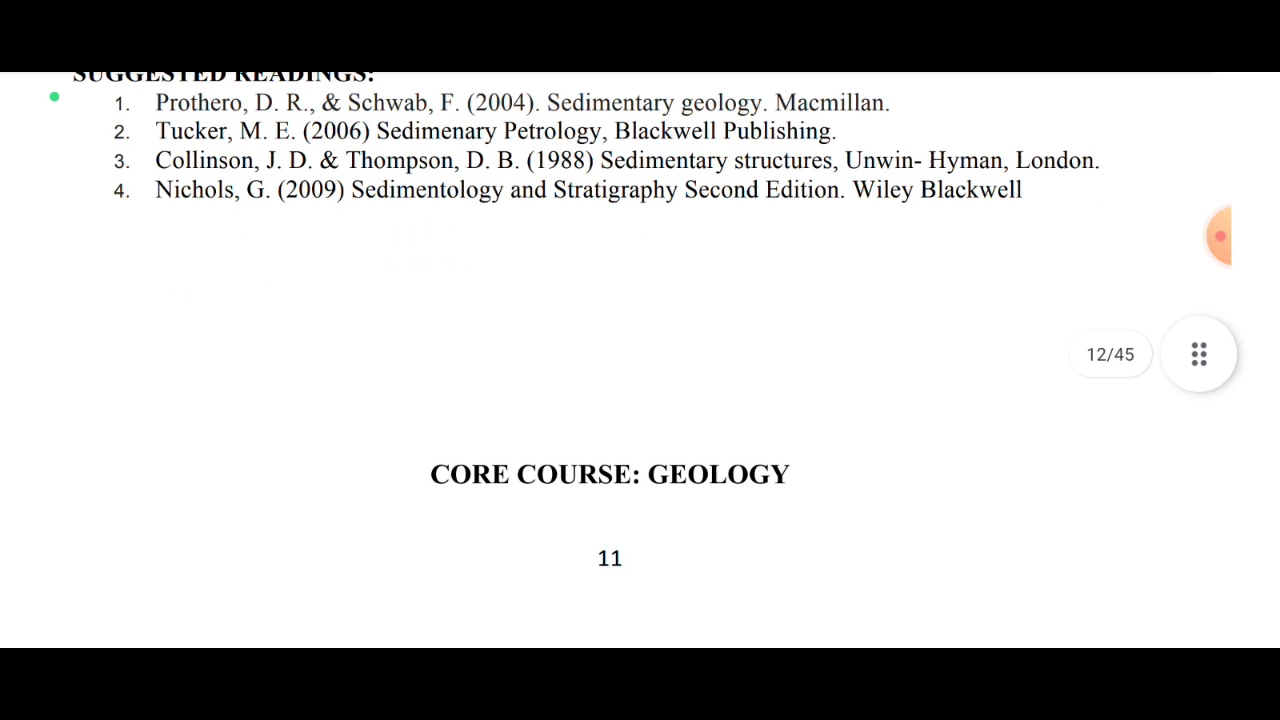 SUGGESTED READINGS:
1. Prothero, D. R., & Schwab, F. (2004). Sedimentary geology. Macmillan.
2. Tucker, M. E. (2006) Sedimenary Petrology, Blackwell Publishing.
3. Collinson, J. D. & Thompson, D. B. (1988) Sedimentary structures, Unwin- Hyman, London.
4. Nichols, G. (2009) Sedimentology and Stratigraphy Second Edition. Wiley Blackwell
12/45
CORE COURSE: GEOLOGY
11